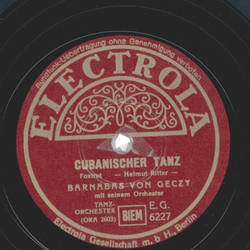 Rundfunk-Uebertragung ohne Genehmigung verboten
ELECTROLA
CUBANISCHER TANZ
Foxtrot — Helmut Ritter —
BARNABAS VON GECZY
mit seinem Orchester
TANZ-
ORCHESTER
(ORA 2603)
BIEM
E.G.
6227
Electrola Gesellschaft m. b. H., Berlin